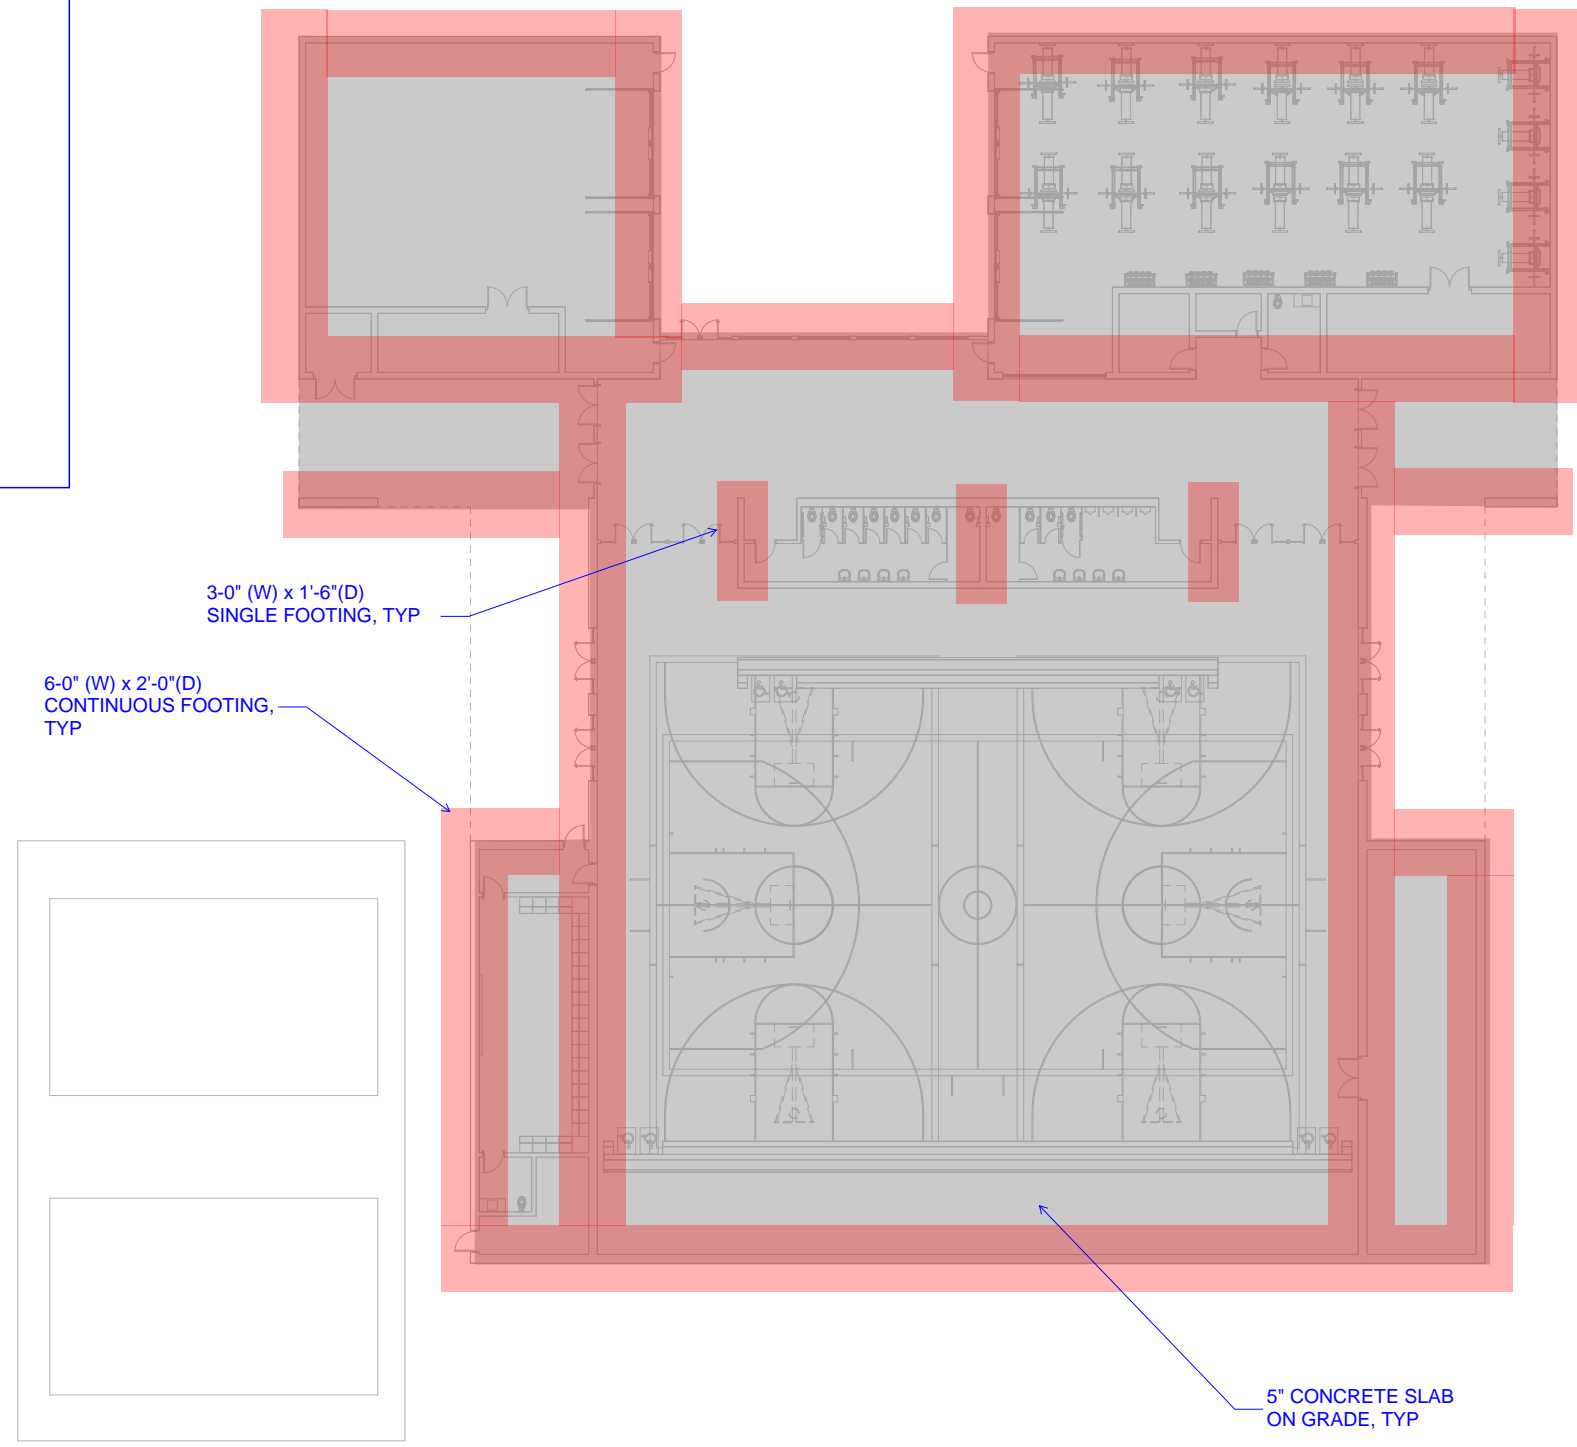 3-0" (W) x 1'-6"(D)
SINGLE FOOTING, TYP
6-0" (W) x 2'-0"(D)
CONTINUOUS FOOTING,
TYP
5" CONCRETE SLAB
ON GRADE, TYP